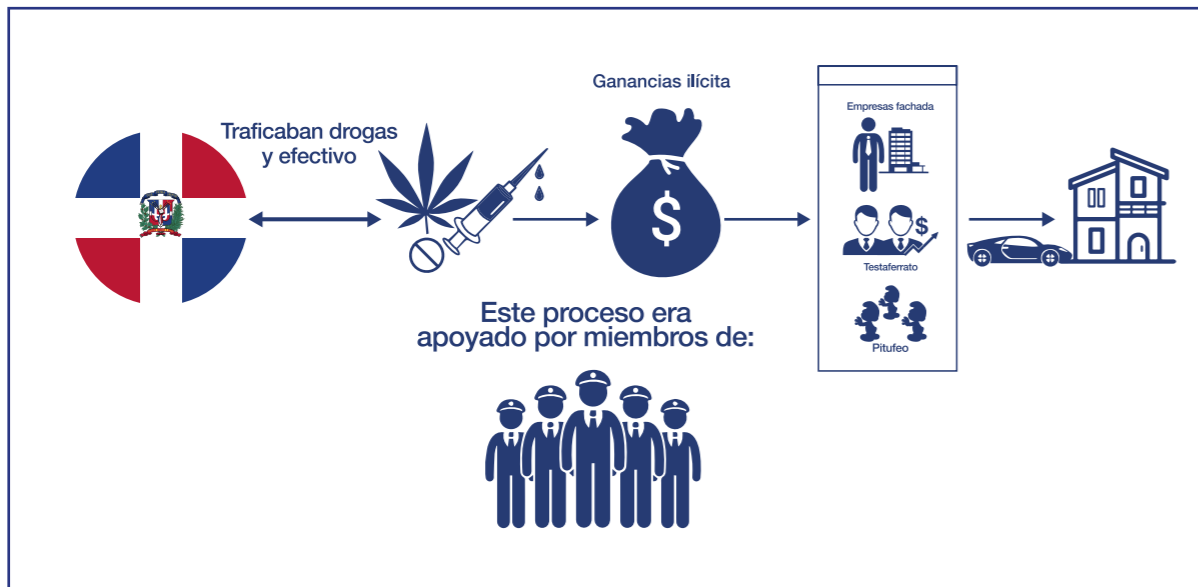 Traficaban drogas
y efectivo
Ganancias ilícita
$
Empresas fachada
$
Testaferrato
Pitufeo
Este proceso era
apoyado por miembros de: